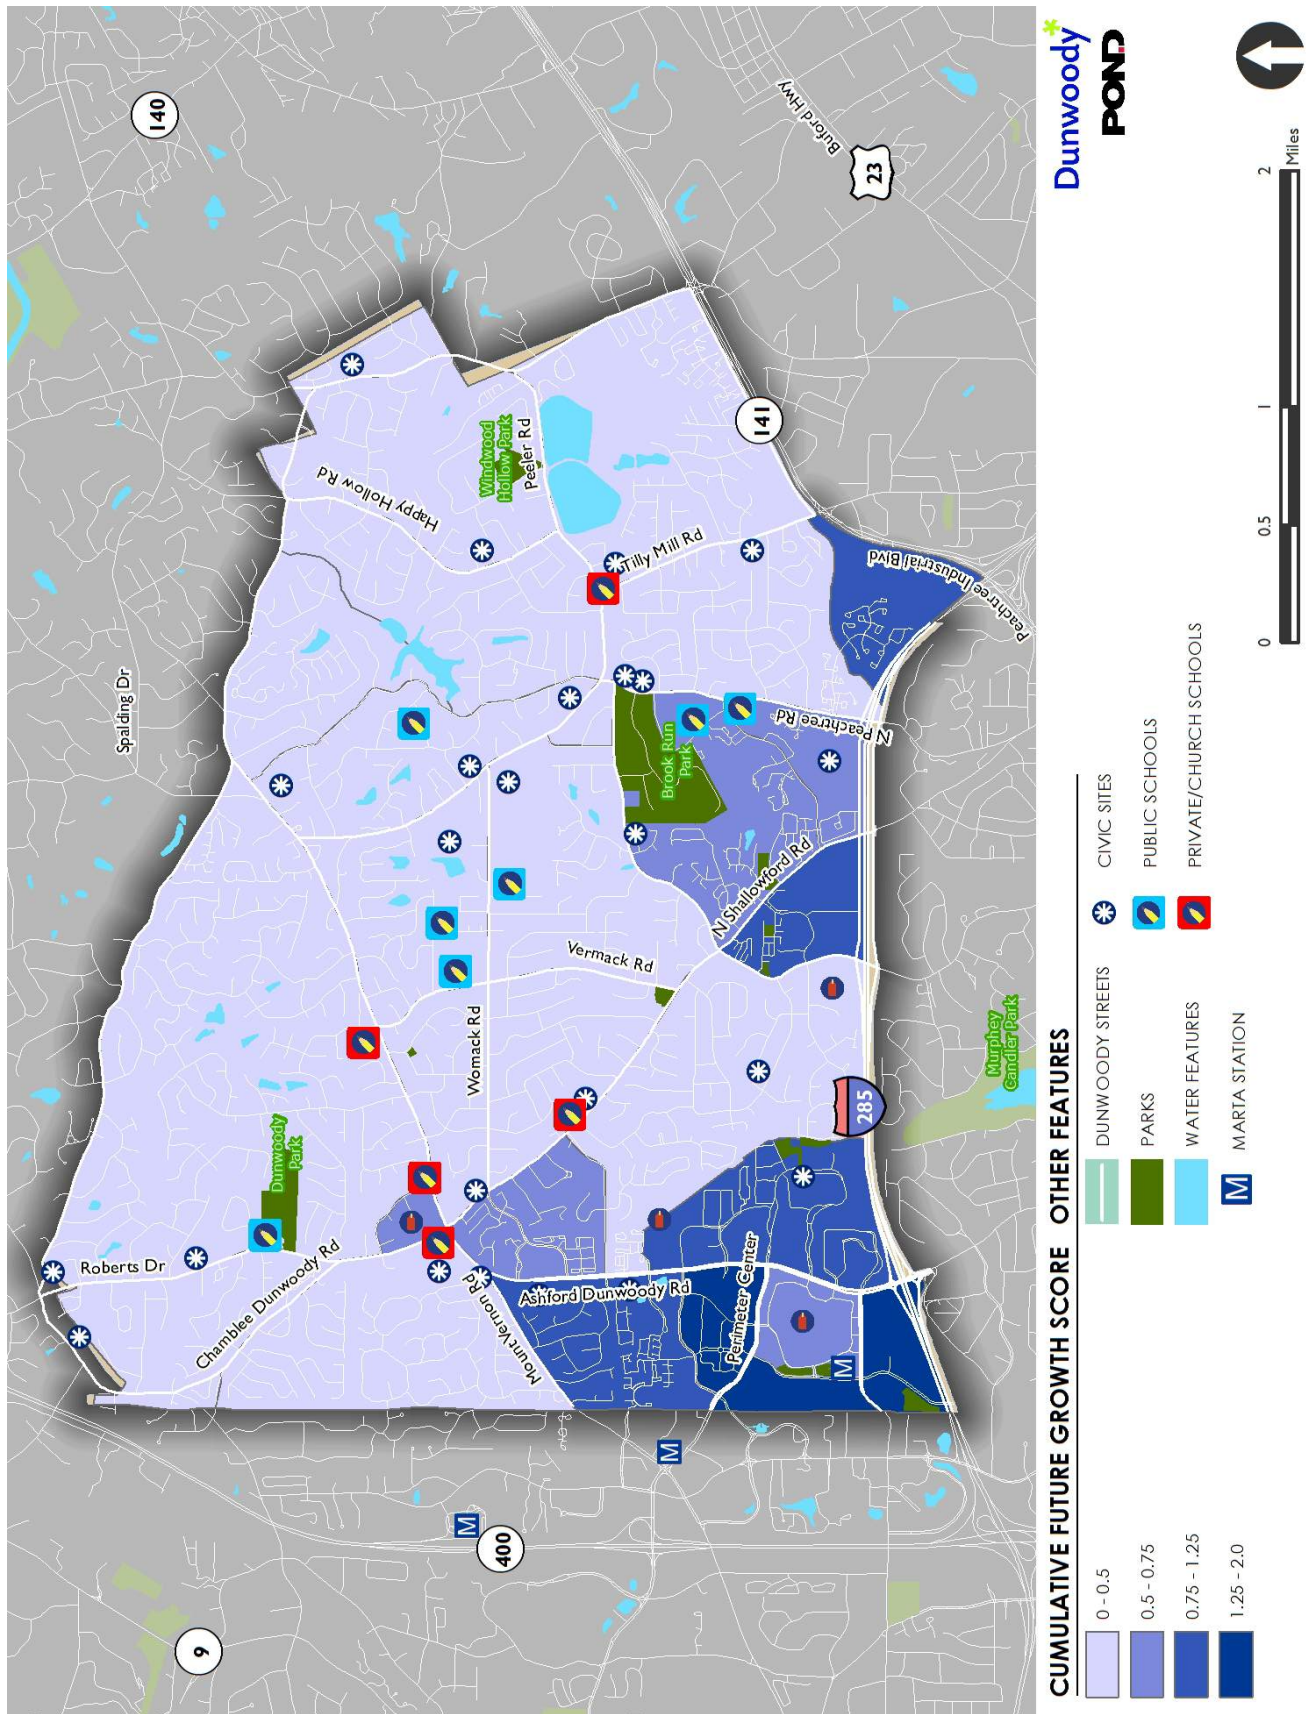 9
400
140
23
141
285
M
M
M
Spalding Dr
Buford Hwy
Roberts Dr
Chamblee Dunwoody Rd
Dunwoody
Park
Happy Hollow Rd
Windwood
Hollow Park
Peeler Rd
Tilly Mill Rd
Womack Rd
Vermack Rd
Mount Vernon Rd
Ashford Dunwoody Rd
Perimeter Center
Brook Run
Park
N Peachtree Rd
N Shallowford Rd
Peachtree Industrial Blvd
Murphey
Candler Park
CUMULATIVE FUTURE GROWTH SCORE
0 - 0.5
0.5 - 0.75
0.75 - 1.25
1.25 - 2.0
OTHER FEATURES
DUNWOODY STREETS
PARKS
WATER FEATURES
M MARTA STATION
CIVIC SITES
PUBLIC SCHOOLS
PRIVATE/CHURCH SCHOOLS
0 0.5 1 2
Miles
Dunwoody*
POND